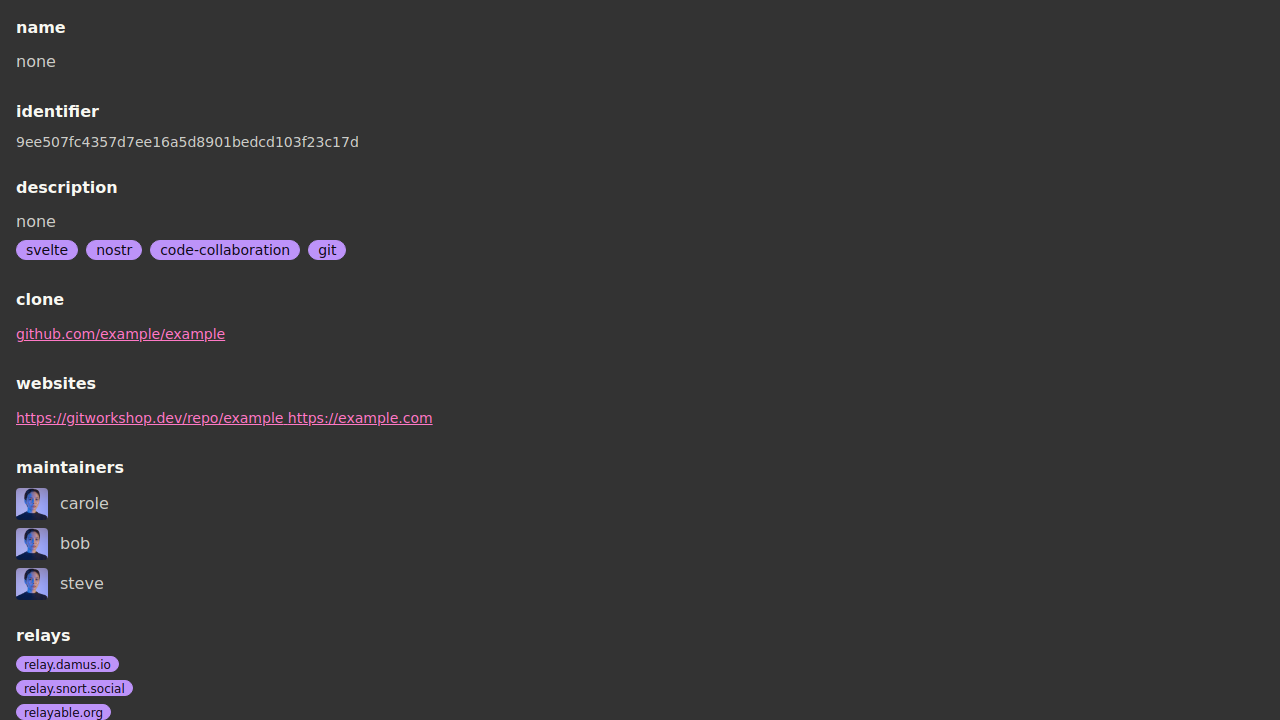 name
none
identifier
9ee507fc4357d7ee16a5d8901bedcd103f23c17d
description
none
svelte nostr code-collaboration git
clone
github.com/example/example
websites
https://gitworkshop.dev/repo/example https://example.com
maintainers
carole
bob
steve
relays
relay.damus.io
relay.snort.social
relayable.org